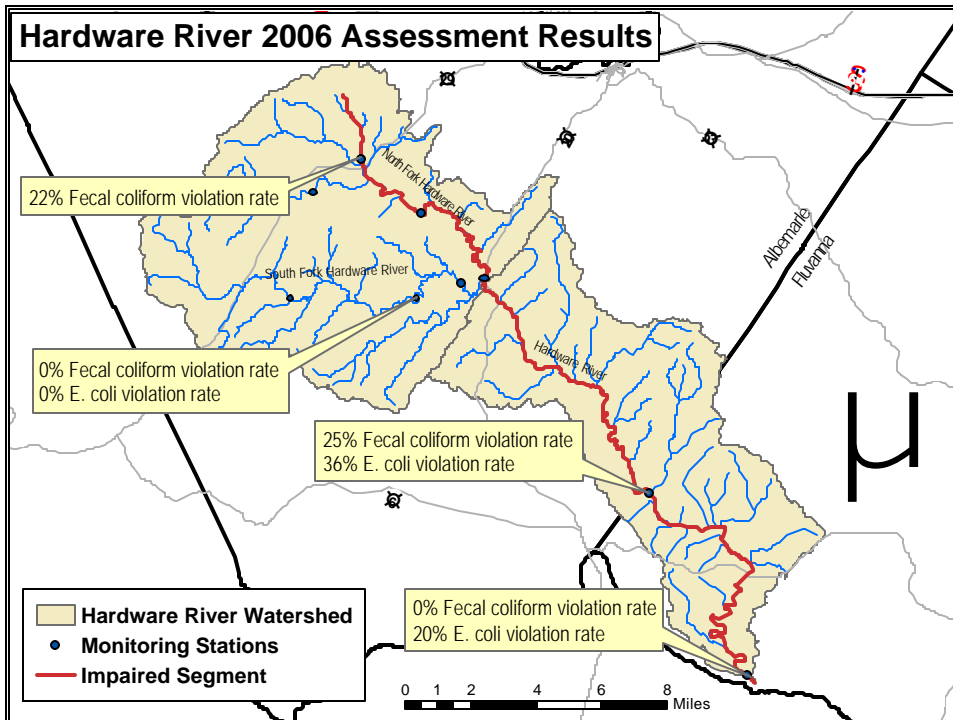 Hardware River 2006 Assessment Results
North Fork Hardware River
22% Fecal coliform violation rate
Albemarle
Fluvanna
South Fork Hardware River
0% Fecal coliform violation rate
0% E. coli violation rate
Hardware River
25% Fecal coliform violation rate
36% E. coli violation rate
µ
0% Fecal coliform violation rate
20% E. coli violation rate
Hardware River Watershed
Monitoring Stations
Impaired Segment
0 1 2 4 6 8
Miles